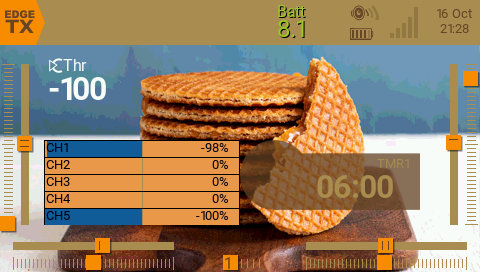 EDGE
TX
Batt
8.1
16 Oct
21:28
Thr
-100
CH1 -98%
CH2 0%
CH3 0%
CH4 0%
CH5 -100%
TMR1
06:00
1